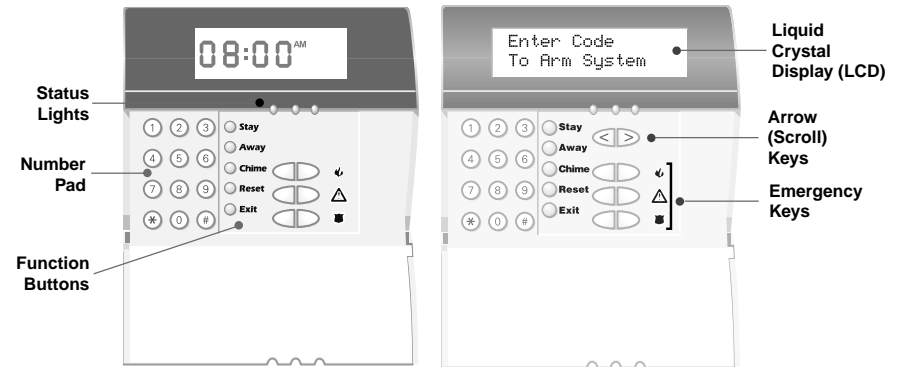 08:00 AM
Status
Lights
Number
Pad
Function
Buttons
1 2 3
4 5 6
7 8 9
* 0 #
Stay
Away
Chime
Reset
Exit
Enter Code
To Arm System
1 2 3
4 5 6
7 8 9
* 0 #
Stay
Away
Chime
Reset
Exit
< >
Liquid
Crystal
Display (LCD)
Arrow
(Scroll)
Keys
Emergency
Keys